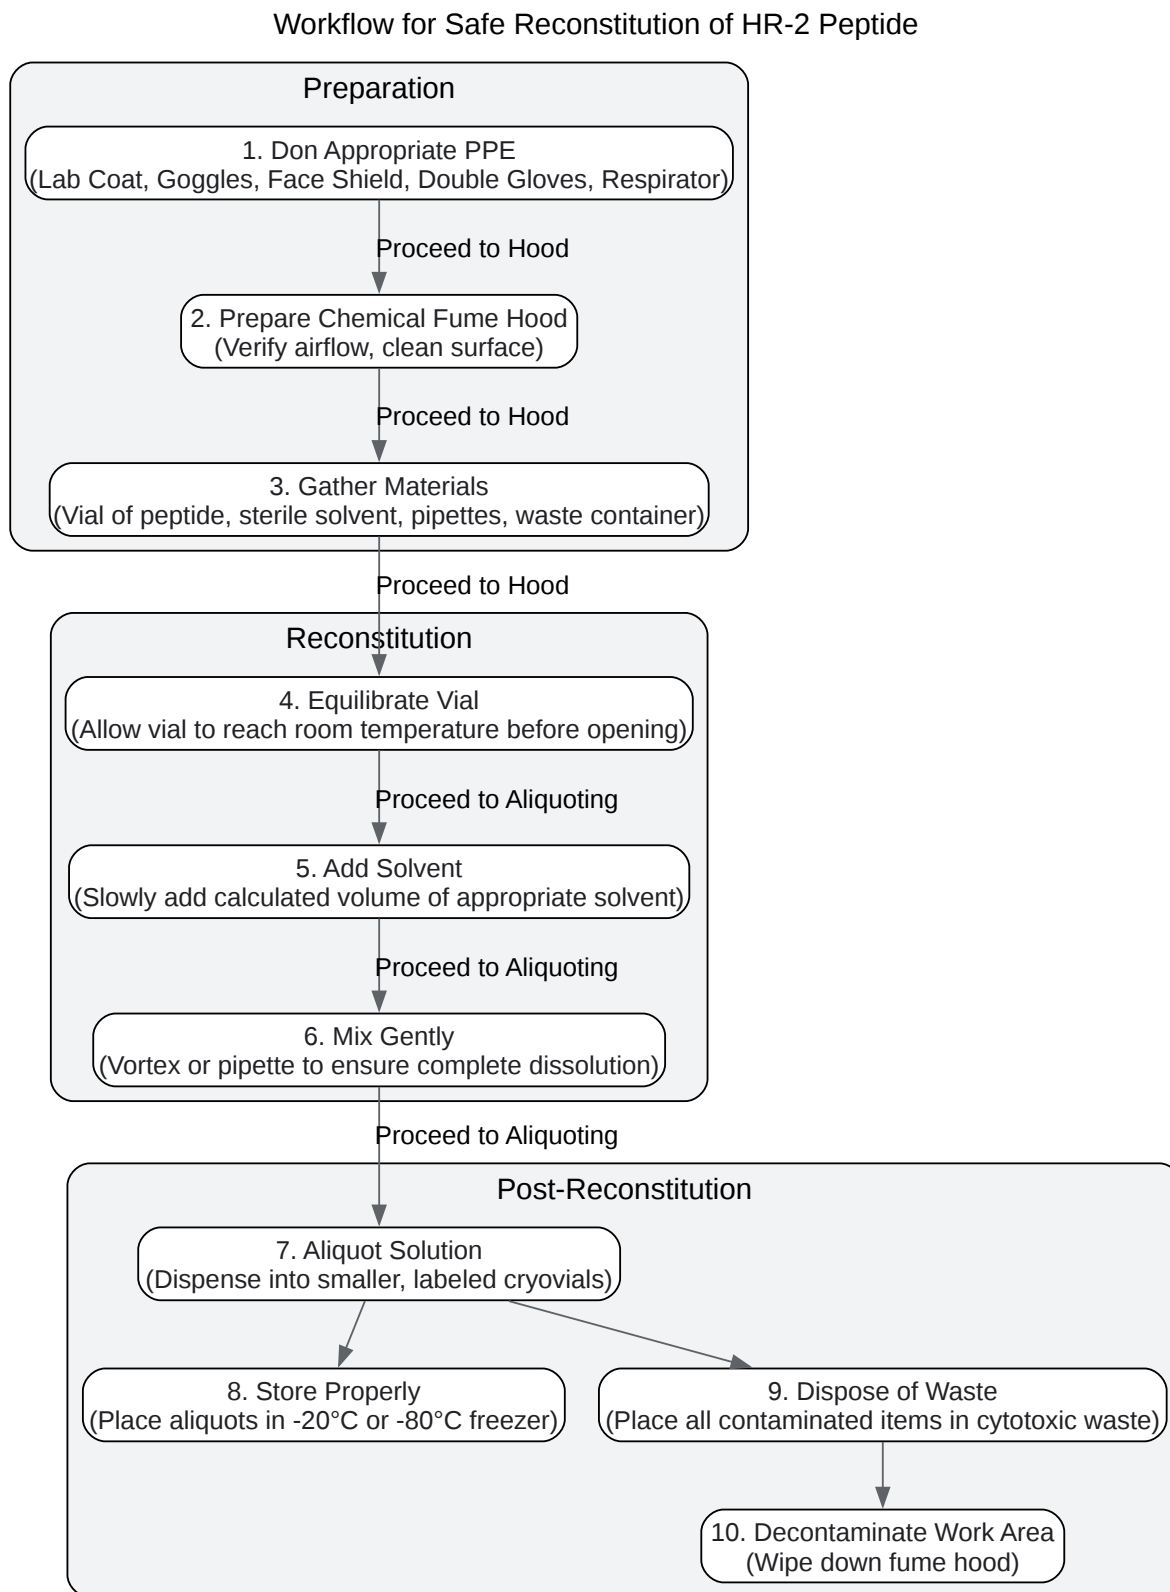 Workflow for Safe Reconstitution of HR-2 Peptide
Preparation
1. Don Appropriate PPE
(Lab Coat, Goggles, Face Shield, Double Gloves, Respirator)
Proceed to Hood
2. Prepare Chemical Fume Hood
(Verify airflow, clean surface)
Proceed to Hood
3. Gather Materials
(Vial of peptide, sterile solvent, pipettes, waste container)
Proceed to Hood
Reconstitution
4. Equilibrate Vial
(Allow vial to reach room temperature before opening)
Proceed to Aliquoting
5. Add Solvent
(Slowly add calculated volume of appropriate solvent)
Proceed to Aliquoting
6. Mix Gently
(Vortex or pipette to ensure complete dissolution)
Proceed to Aliquoting
Post-Reconstitution
7. Aliquot Solution
(Dispense into smaller, labeled cryovials)
8. Store Properly
(Place aliquots in -20°C or -80°C freezer)
9. Dispose of Waste
(Place all contaminated items in cytotoxic waste)
10. Decontaminate Work Area
(Wipe down fume hood)